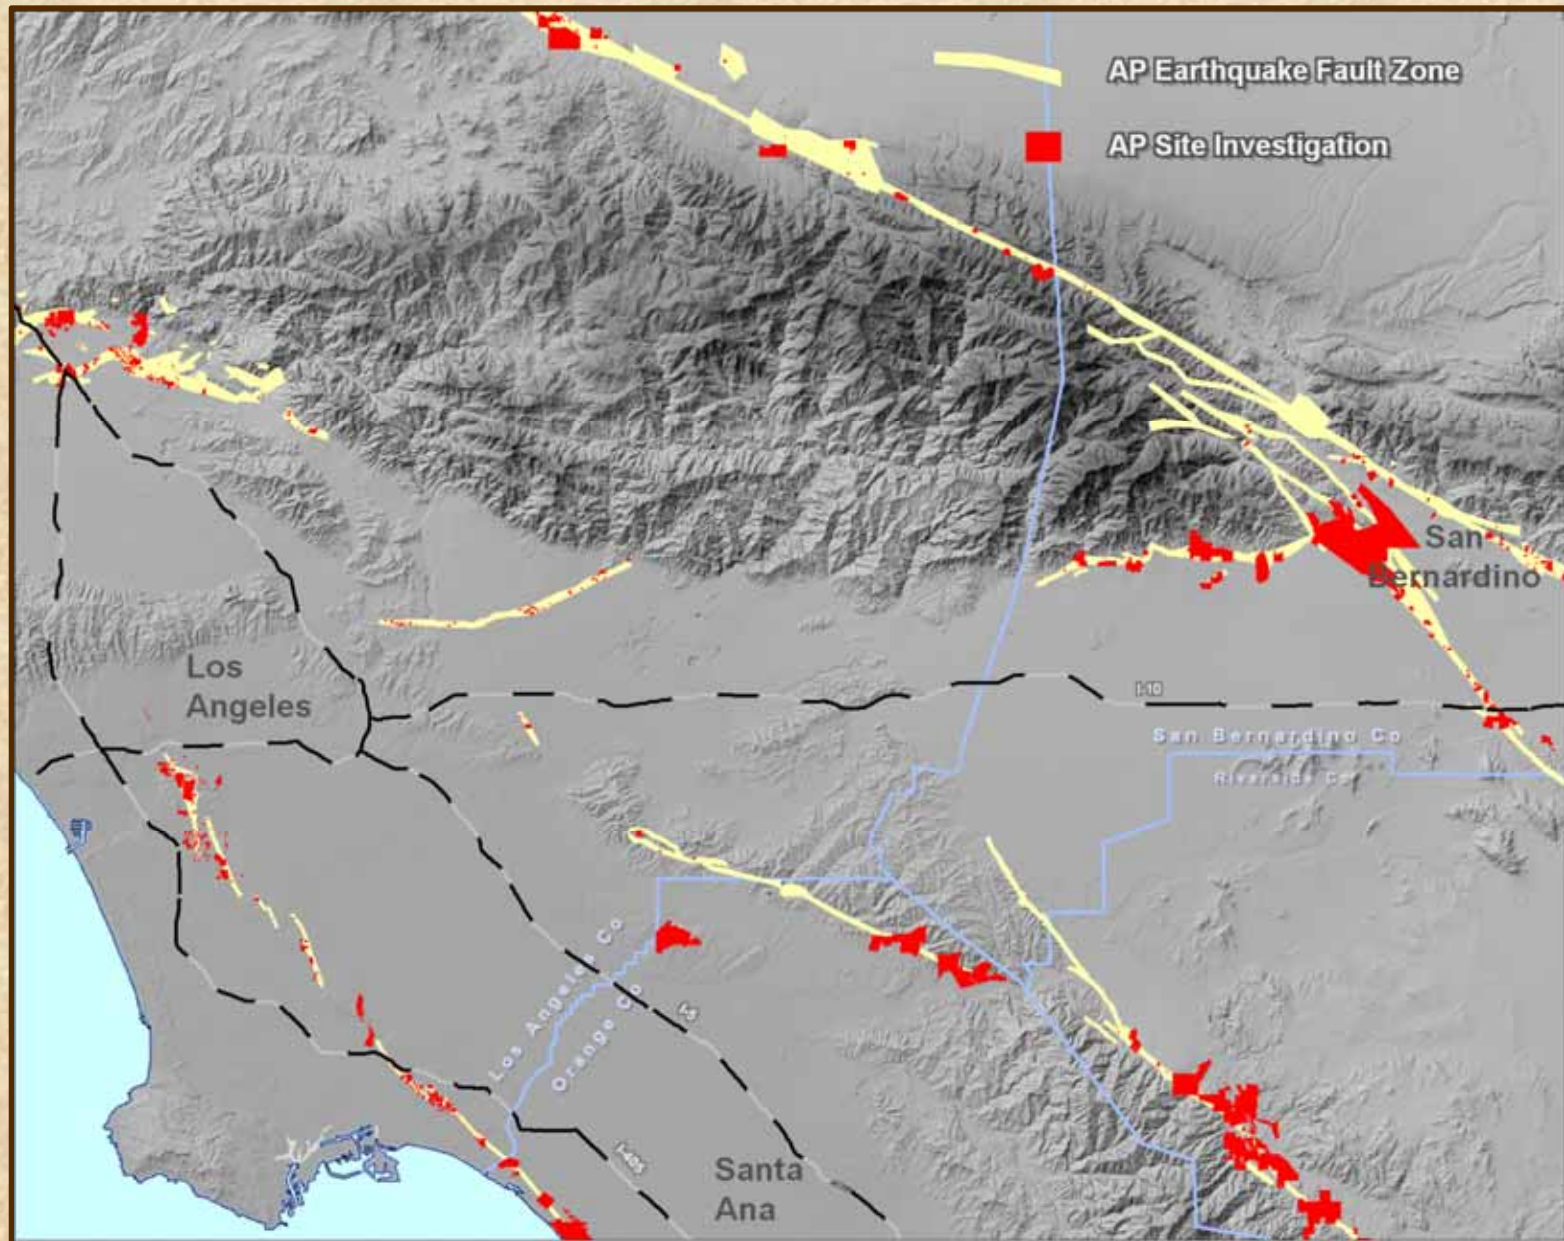 AP Earthquake Fault Zone
AP Site Investigation
San
Bernardino
Los
Angeles
I-10
San Bernardino Co
Riverside Co
Los Angeles Co
Orange Co
I-5
I-405
Santa
Ana